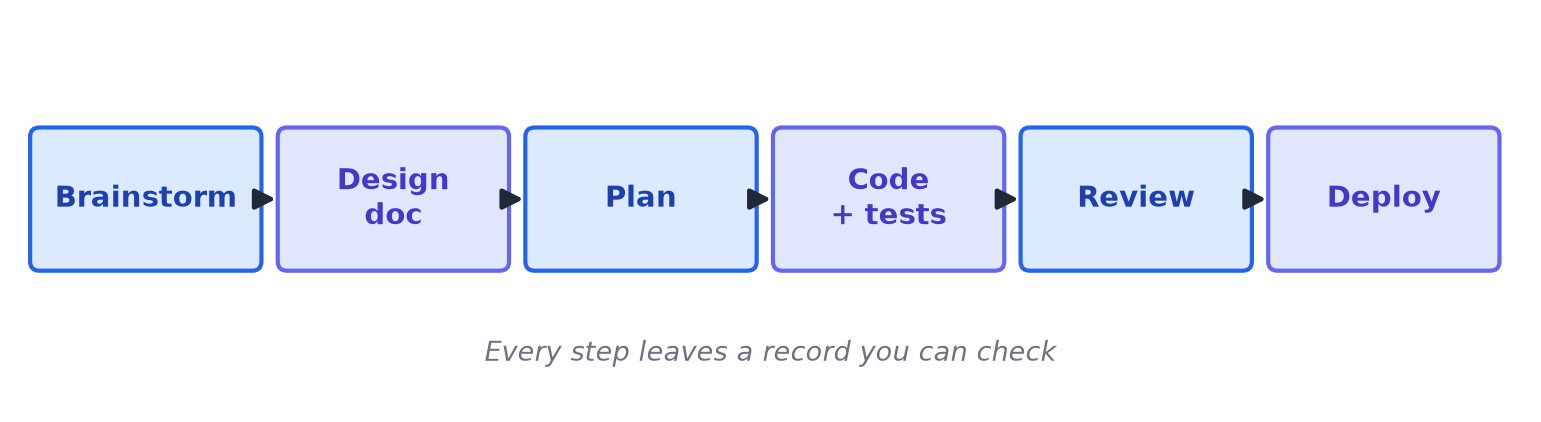 Brainstorm
Design
doc
Plan
Code
+ tests
Review
Deploy
Every step leaves a record you can check